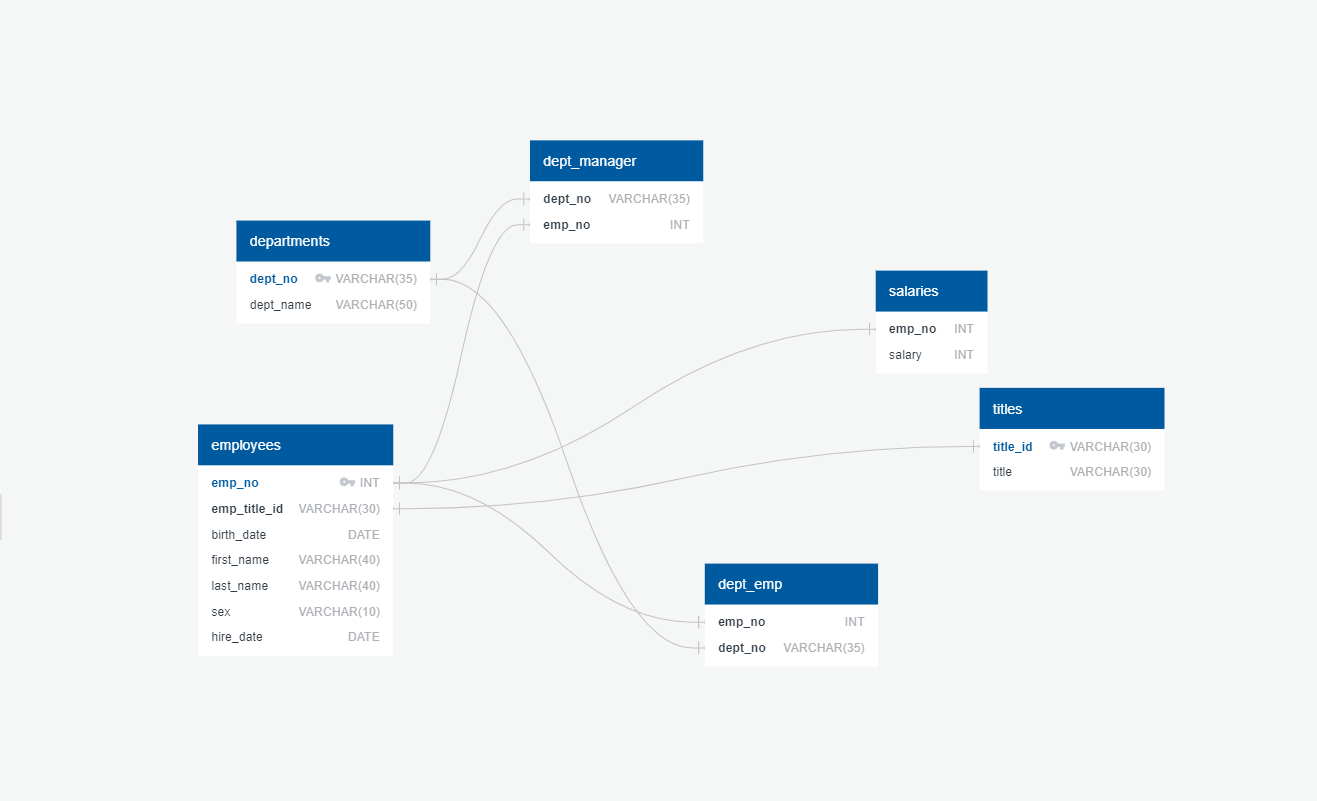 dept_manager
dept_no VARCHAR(35)
emp_no INT
departments
dept_no VARCHAR(35)
dept_name VARCHAR(50)
salaries
emp_no INT
salary INT
titles
title_id VARCHAR(30)
title VARCHAR(30)
employees
emp_no INT
emp_title_id VARCHAR(30)
birth_date DATE
first_name VARCHAR(40)
last_name VARCHAR(40)
sex VARCHAR(10)
hire_date DATE
dept_emp
emp_no INT
dept_no VARCHAR(35)